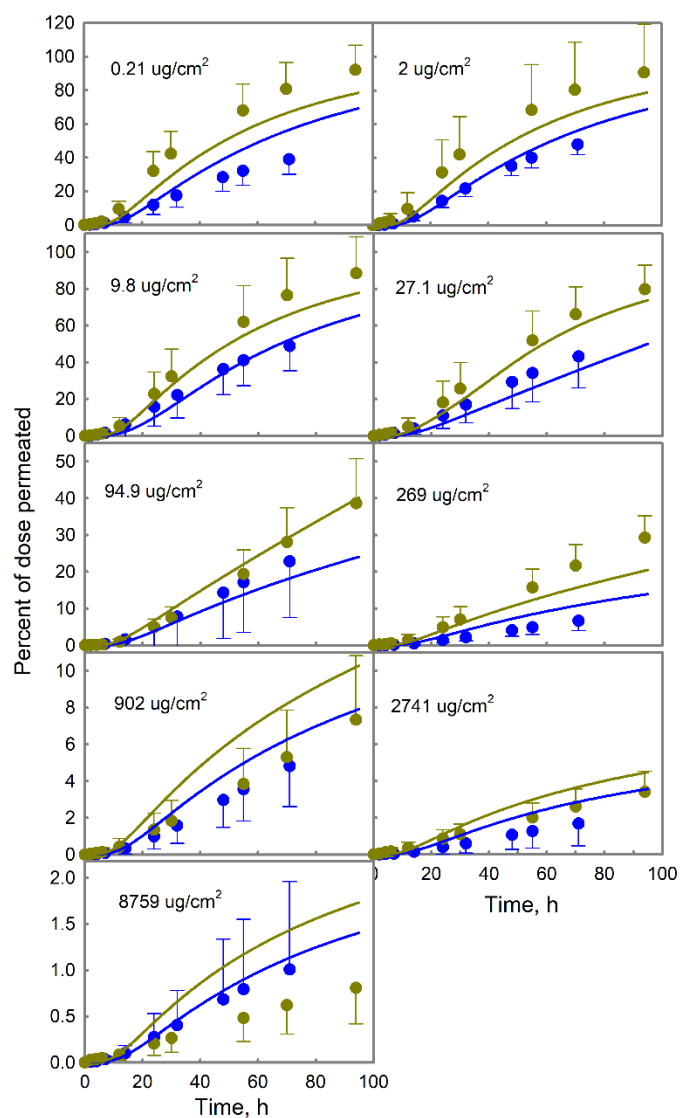 Percent of dose permeated
120
100
80
60
40
20
0
0.21 ug/cm²
2 ug/cm²
100
80
60
40
20
0
9.8 ug/cm²
27.1 ug/cm²
50
40
30
20
10
0
94.9 ug/cm²
269 ug/cm²
10
8
6
4
2
0
902 ug/cm²
2741 ug/cm²
0 20 40 60 80 100
Time, h
2.0
1.5
1.0
0.5
0.0
8759 ug/cm²
0 20 40 60 80 100
Time, h